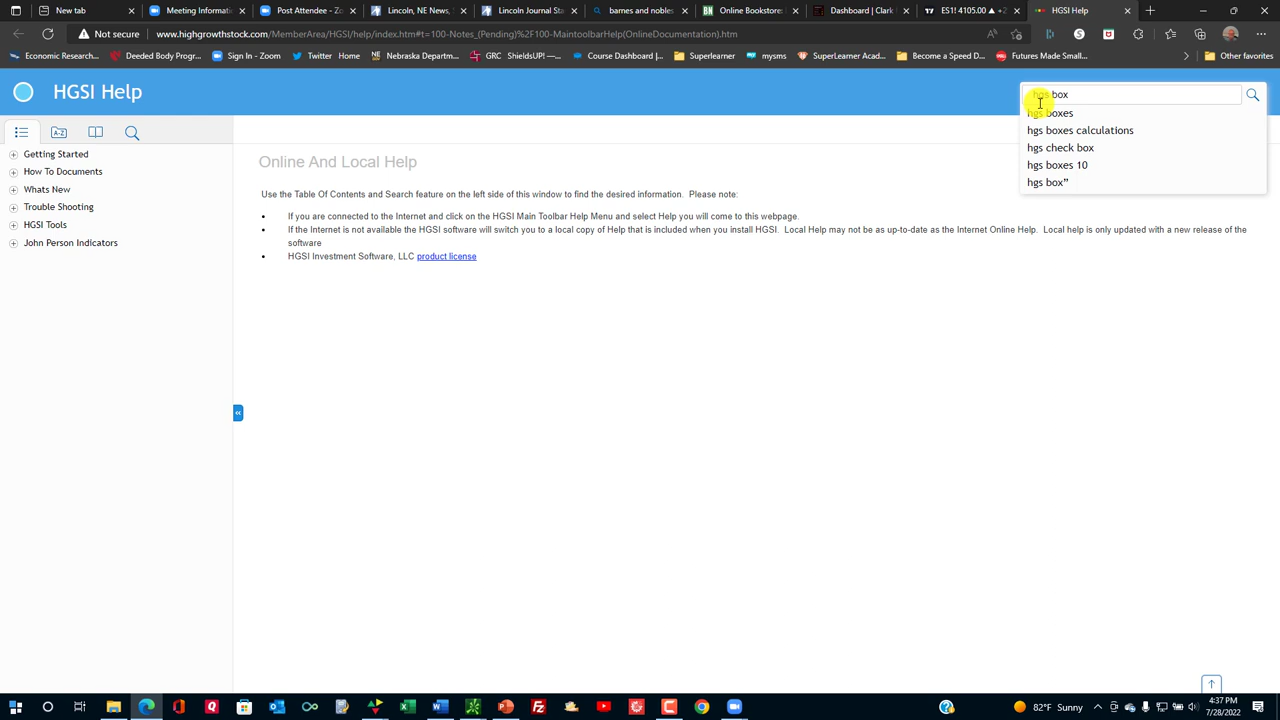 New tab
Meeting Informati
Post Attendee - Zo
Lincoln, NE News,
Lincoln Journal Sta
barnes and nobles
Online Bookstore:
Dashboard | Clark
ES1! 4105.00 ▲ +2
HGSI Help
Not secure
www.highgrowthstock.com/MemberArea/HGSI/help/index.htm#t=100-Notes_(Pending)%2F100-MaintoolbarHelp(OnlineDocumentation).htm
Economic Research...
Deeded Body Progr...
Sign In - Zoom
Twitter
Home
Nebraska Departm...
GRC | ShieldsUP! —...
Course Dashboard |...
Superlearner
mysms
SuperLearner Acad...
Become a Speed D...
Futures Made Smal...
Other favorites
HGSI Help
hgs box
hgs boxes
hgs boxes calculations
hgs check box
hgs boxes 10
hgs box”
Getting Started
How To Documents
Whats New
Trouble Shooting
HGSI Tools
John Person Indicators
Online And Local Help
Use the Table Of Contents and Search feature on the left side of this window to find the desired information. Please note:
• If you are connected to the Internet and click on the HGSI Main Toolbar Help Menu and select Help you will come to this webpage.
• If the Internet is not available the HGSI software will switch you to a local copy of Help that is included when you install HGSI. Local Help may not be as up-to-date as the Internet Online Help. Local help is only updated with a new release of the
software
• HGSI Investment Software, LLC product license
82°F Sunny
4:37 PM
7/28/2022